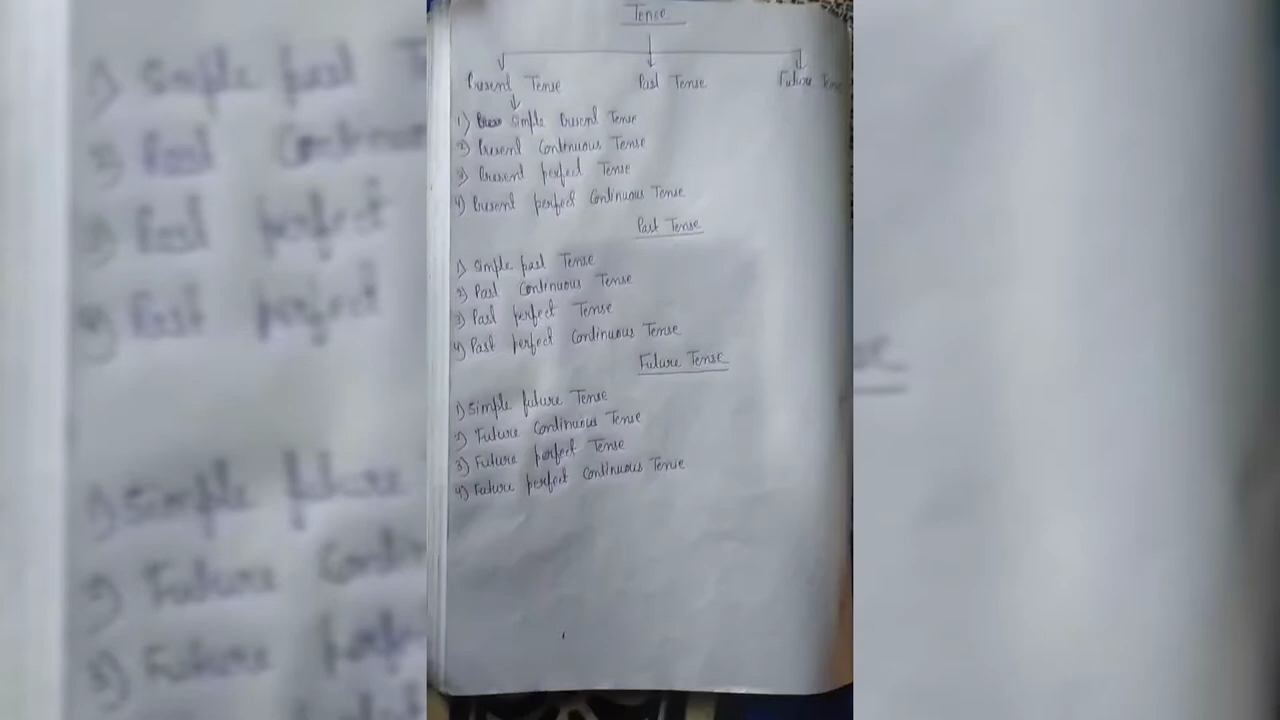 Tense
Present Tense Past Tense Future Tense
1) simple Present Tense
2) Present Continuous Tense
3) Present perfect Tense
4) Present perfect Continuous Tense
Past Tense
1) Simple past Tense
2) Past Continuous Tense
3) Past perfect Tense
4) Past perfect Continuous Tense
Future Tense
1) Simple future Tense
2) Future Continuous Tense
3) Future perfect Tense
4) Future perfect Continuous Tense